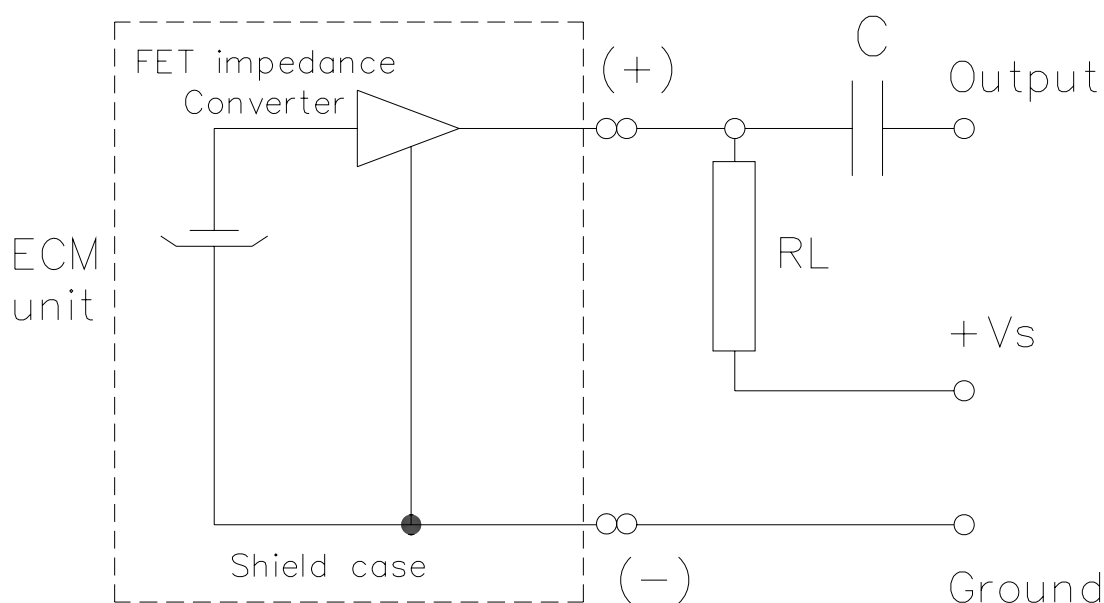 FET impedance
Converter
(+)
C
Output
ECM
unit
RL
+Vs
Shield case
(-)
Ground